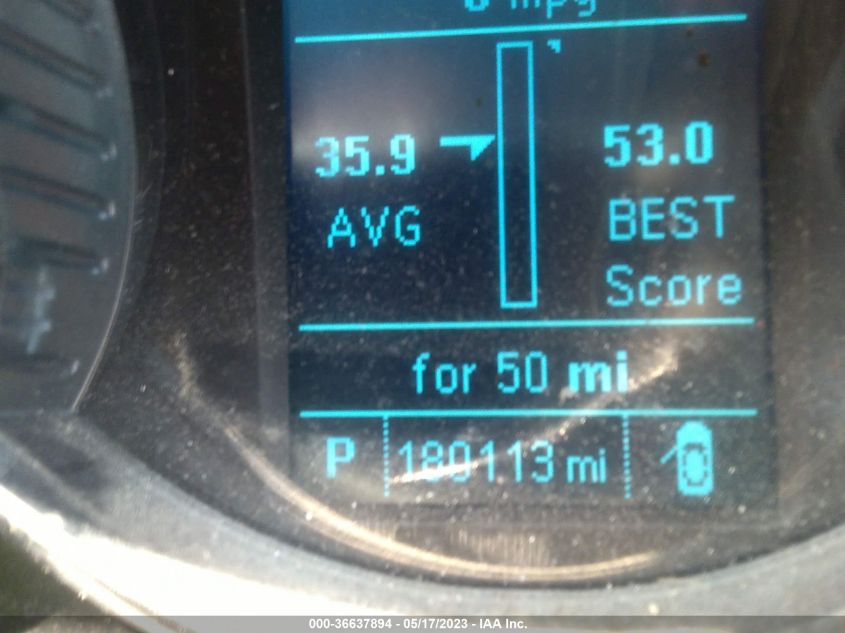 mpg
35.9 53.0
AVG BEST
Score
for 50 mi
P 180113 mi
000-36637894 - 05/17/2023 - IAA Inc.